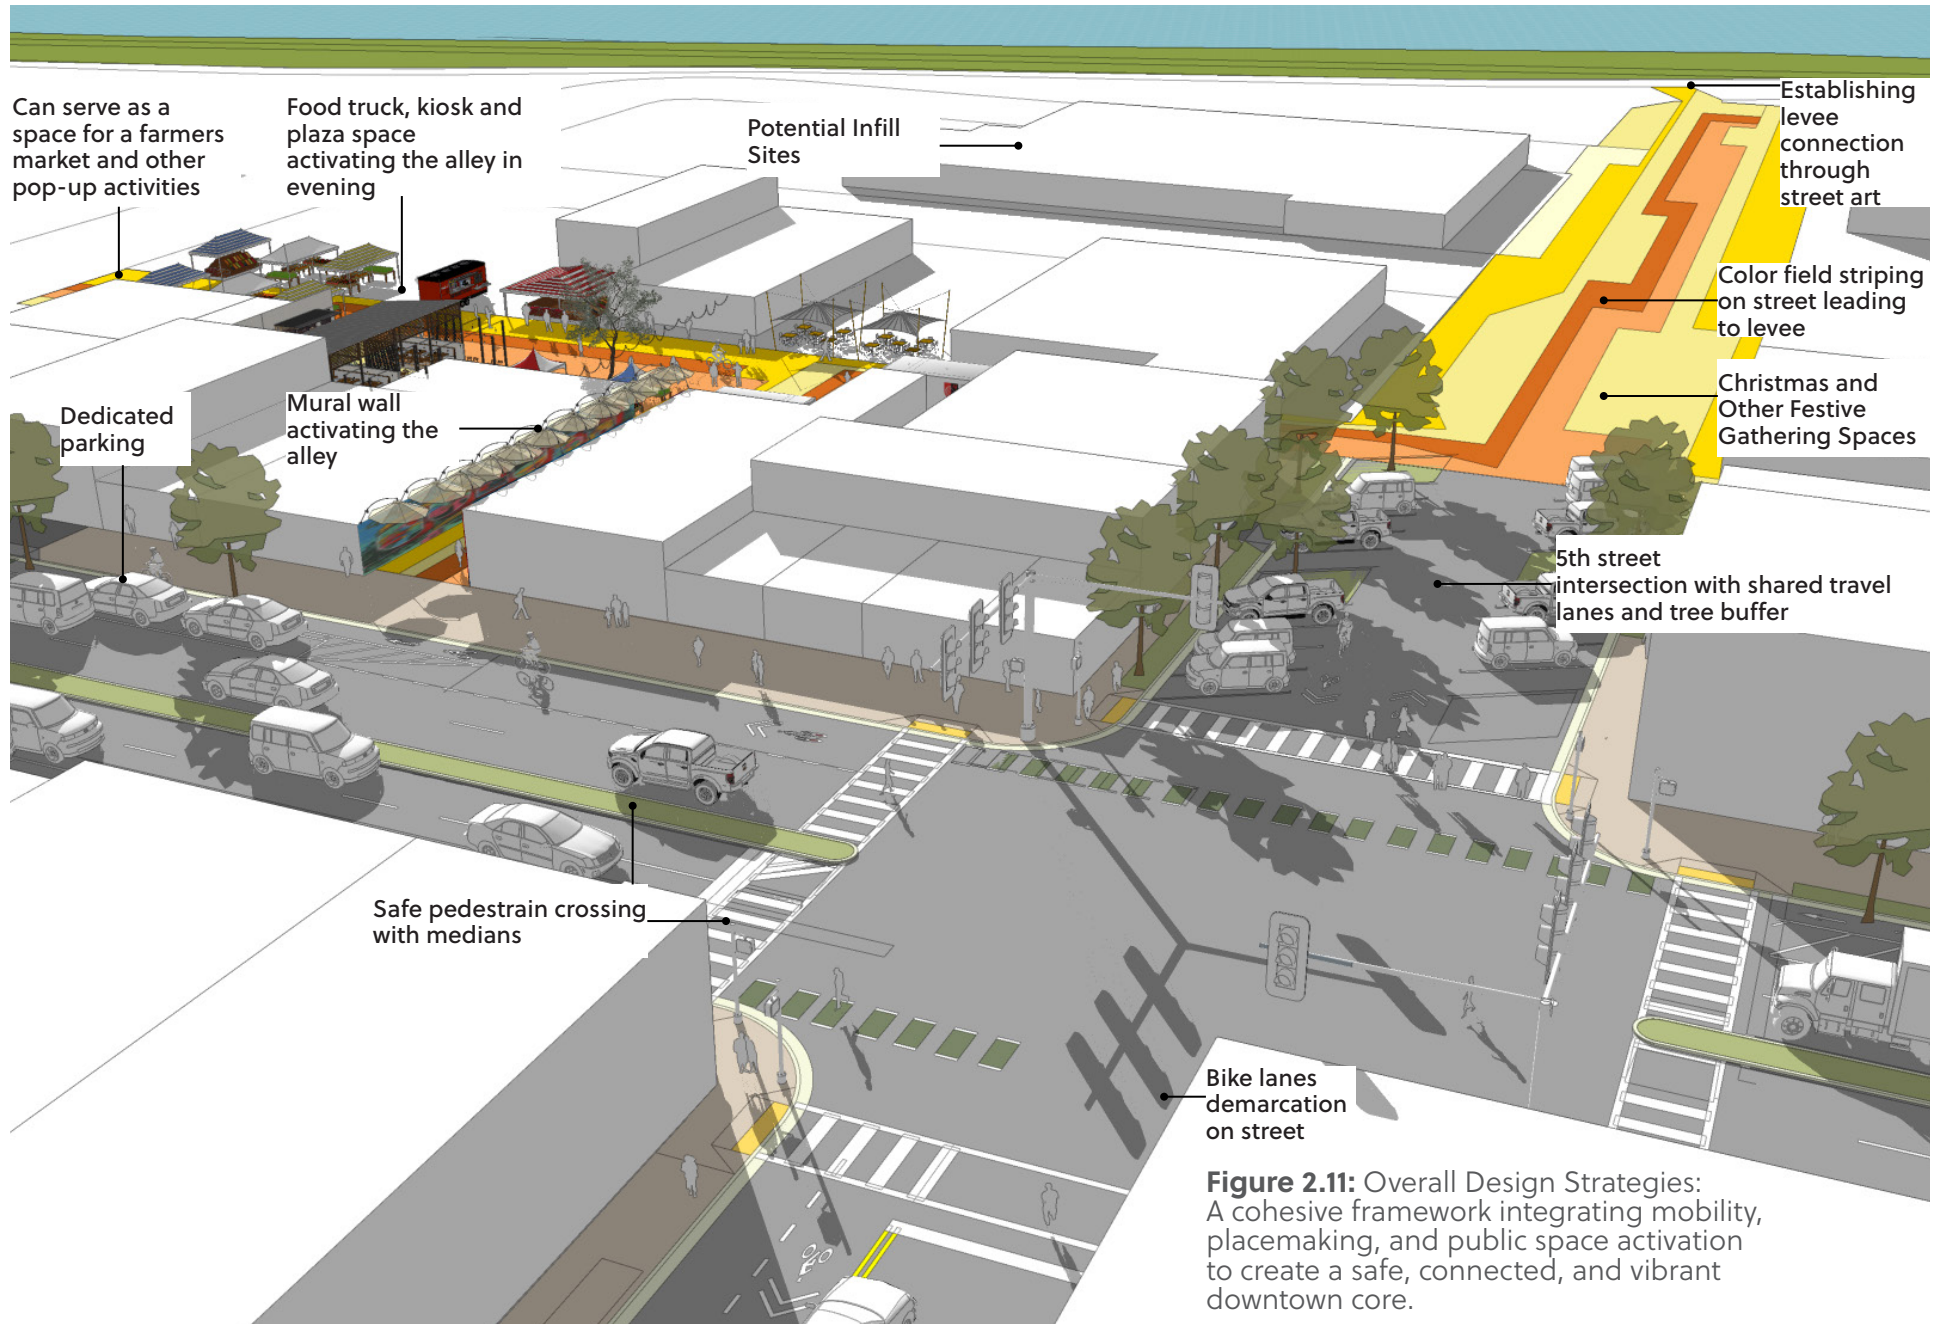 Can serve as a
space for a farmers
market and other
pop-up activities
Food truck, kiosk and
plaza space
activating the alley in
evening
Potential Infill
Sites
Establishing
levee
connection
through
street art
Color field striping
on street leading
to levee
Christmas and
Other Festive
Gathering Spaces
Dedicated
parking
Mural wall
activating the
alley
5th street
intersection with shared travel
lanes and tree buffer
Safe pedestrain crossing
with medians
Bike lanes
demarcation
on street
Figure 2.11: Overall Design Strategies:
A cohesive framework integrating mobility,
placemaking, and public space activation
to create a safe, connected, and vibrant
downtown core.